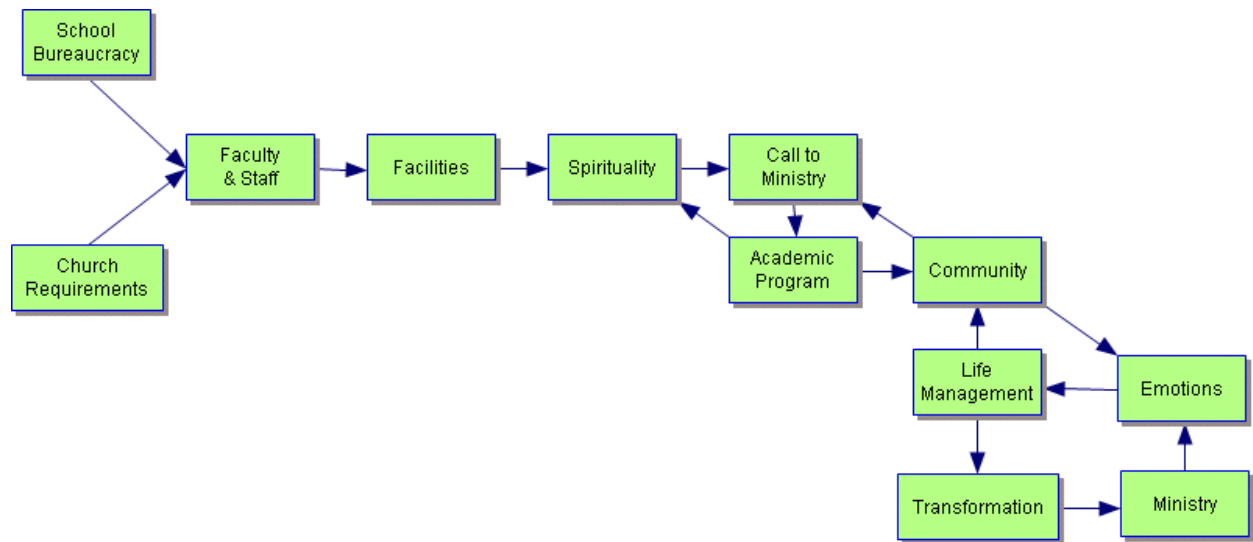 School
Bureaucracy
Faculty
& Staff
Facilities
Spirituality
Call to
Ministry
Church
Requirements
Academic
Program
Community
Life
Management
Emotions
Transformation
Ministry